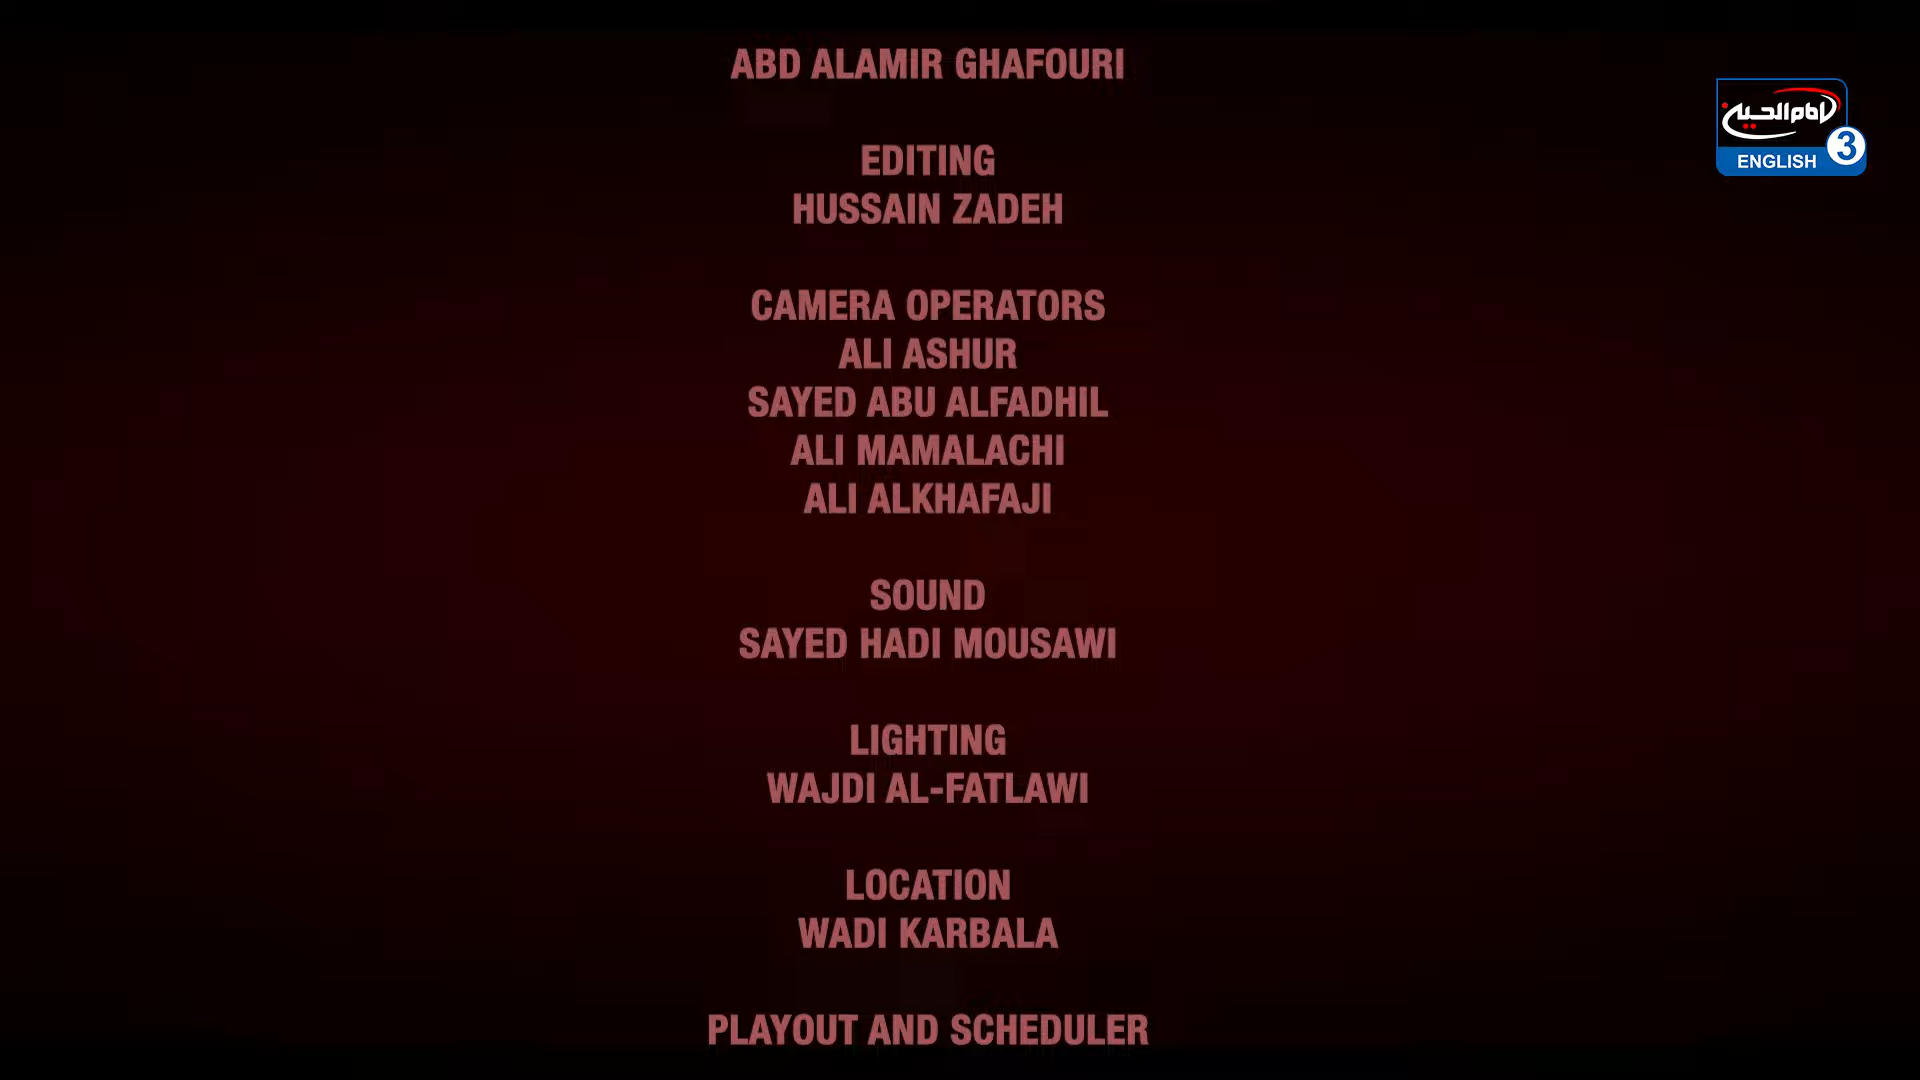 ABD ALAMIR GHAFOURI
EDITING
HUSSAIN ZADEH
CAMERA OPERATORS
ALI ASHUR
SAYED ABU ALFADHIL
ALI MAMALACHI
ALI ALKHAFAJI
SOUND
SAYED HADI MOUSAWI
LIGHTING
WAJDI AL-FATLAWI
LOCATION
WADI KARBALA
PLAYOUT AND SCHEDULER
الإمام الحسين
3
ENGLISH